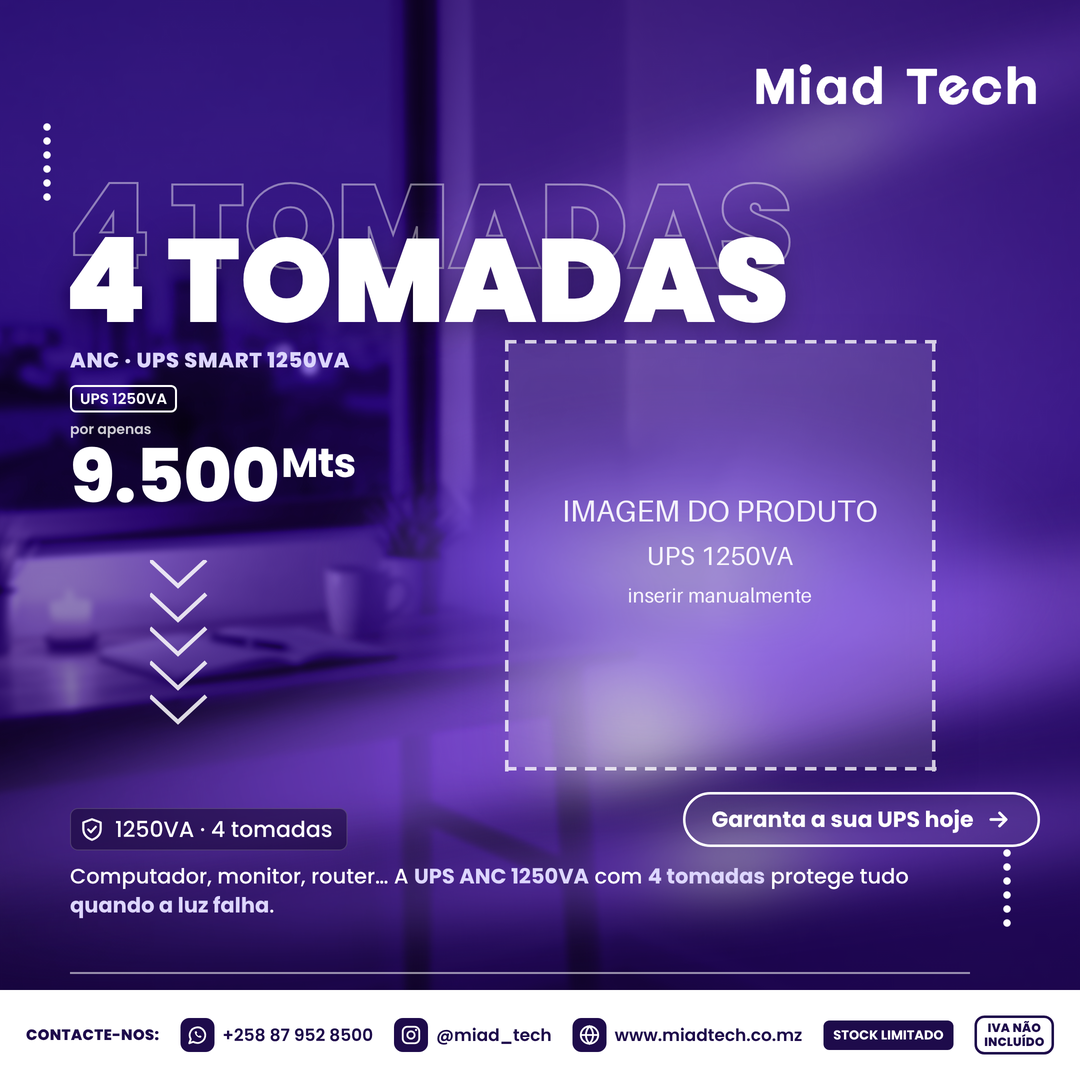 Miad Tech
4 TOMADAS
4 TOMADAS
ANC · UPS SMART 1250VA
UPS 1250VA
por apenas
9.500Mts
IMAGEM DO PRODUTO
UPS 1250VA
inserir manualmente
1250VA · 4 tomadas
Garanta a sua UPS hoje →
Computador, monitor, router... A UPS ANC 1250VA com 4 tomadas protege tudo
quando a luz falha.
CONTACTE-NOS: +258 87 952 8500 @miad_tech www.miadtech.co.mz STOCK LIMITADO
IVA NÃO
INCLUÍDO